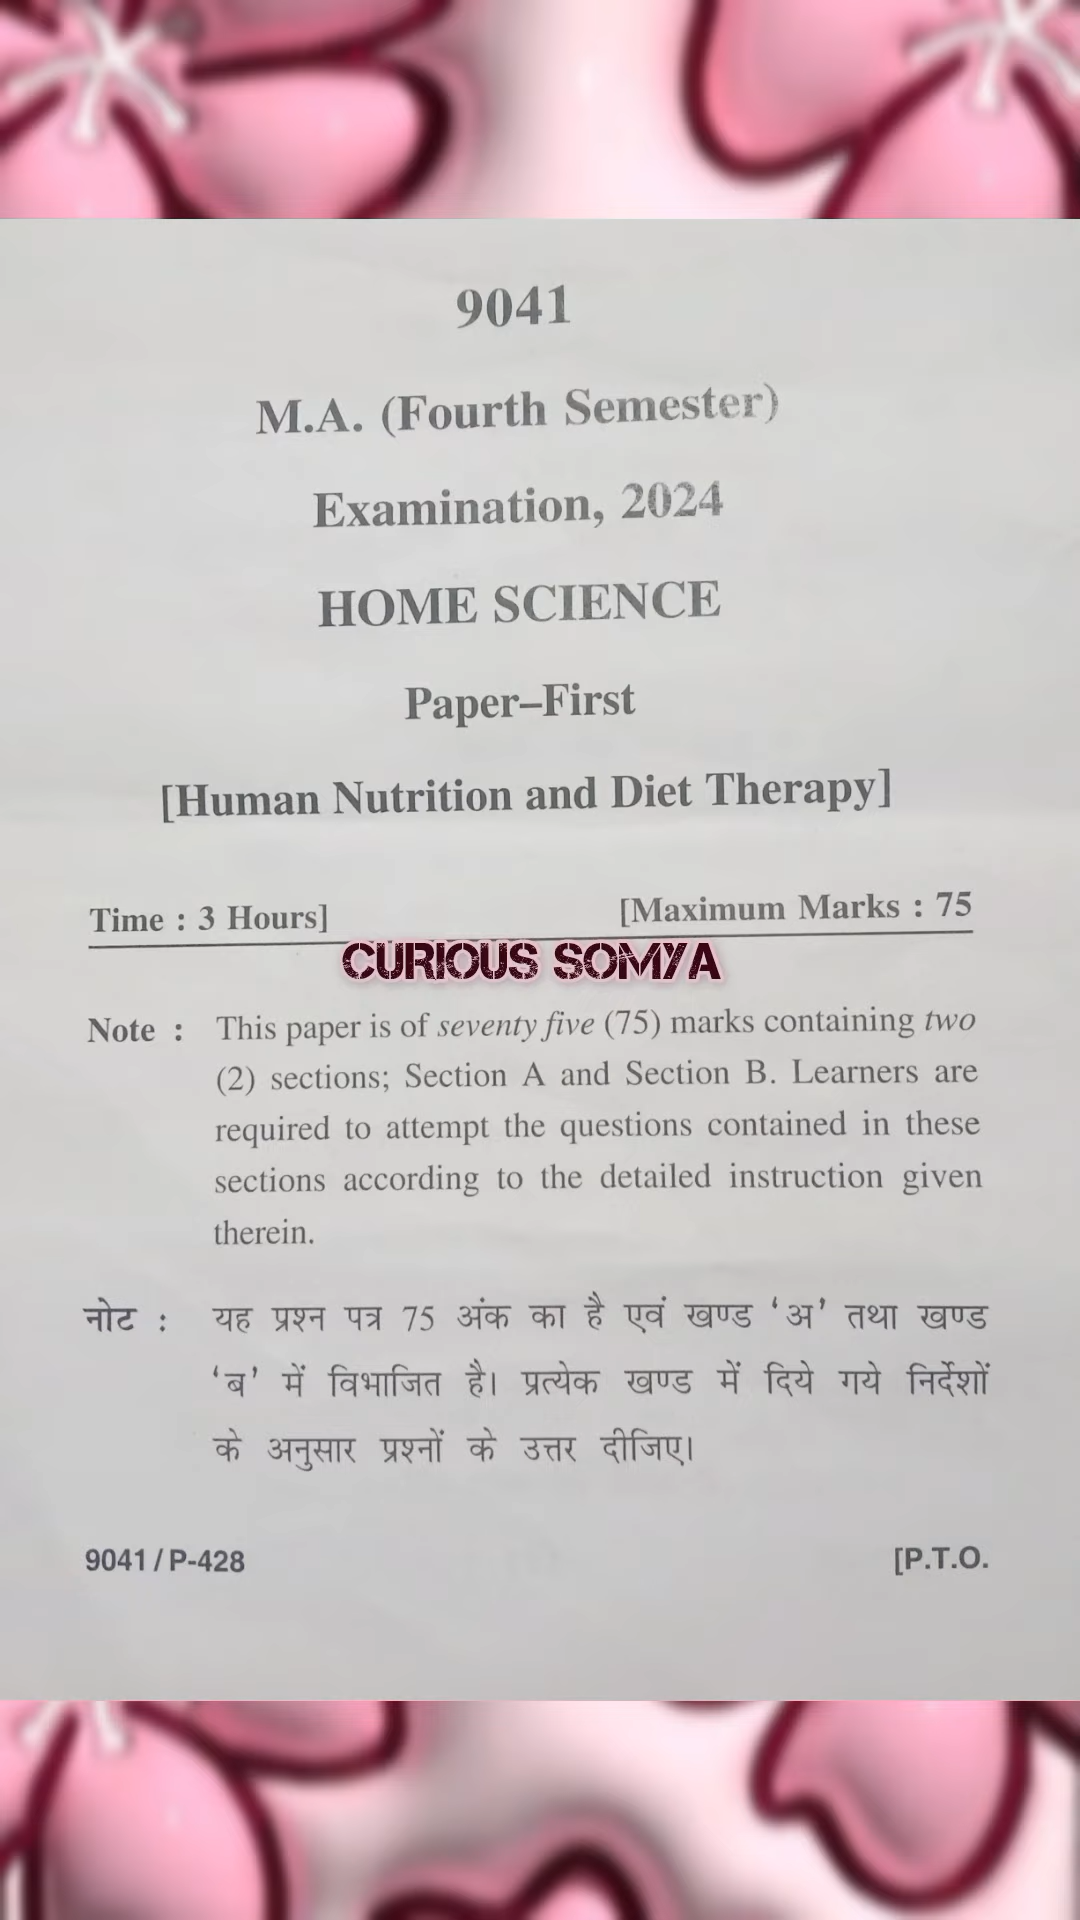 9041
M.A. (Fourth Semester)
Examination, 2024
HOME SCIENCE
Paper–First
[Human Nutrition and Diet Therapy]
Time : 3 Hours] [Maximum Marks : 75
CURIOUS SOMYA
Note : This paper is of seventy five (75) marks containing two
(2) sections; Section A and Section B. Learners are
required to attempt the questions contained in these
sections according to the detailed instruction given
therein.
नोट : यह प्रश्न पत्र 75 अंक का है एवं खण्ड ‘अ’ तथा खण्ड
‘ब’ में विभाजित है। प्रत्येक खण्ड में दिये गये निर्देशों
के अनुसार प्रश्नों के उत्तर दीजिए।
9041/P-428 [P.T.O.